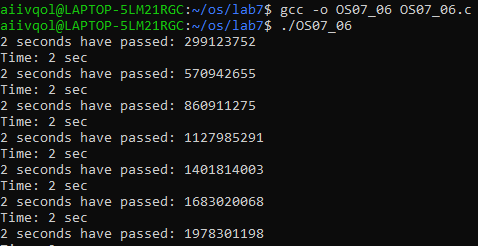 aiivqol@LAPTOP-5LM21RGC:~/os/lab7$ gcc -o OS07_06 OS07_06.c
aiivqol@LAPTOP-5LM21RGC:~/os/lab7$ ./OS07_06
2 seconds have passed: 299123752
Time: 2 sec
2 seconds have passed: 570942655
Time: 2 sec
2 seconds have passed: 860911275
Time: 2 sec
2 seconds have passed: 1127985291
Time: 2 sec
2 seconds have passed: 1401814003
Time: 2 sec
2 seconds have passed: 1683020068
Time: 2 sec
2 seconds have passed: 1978301198